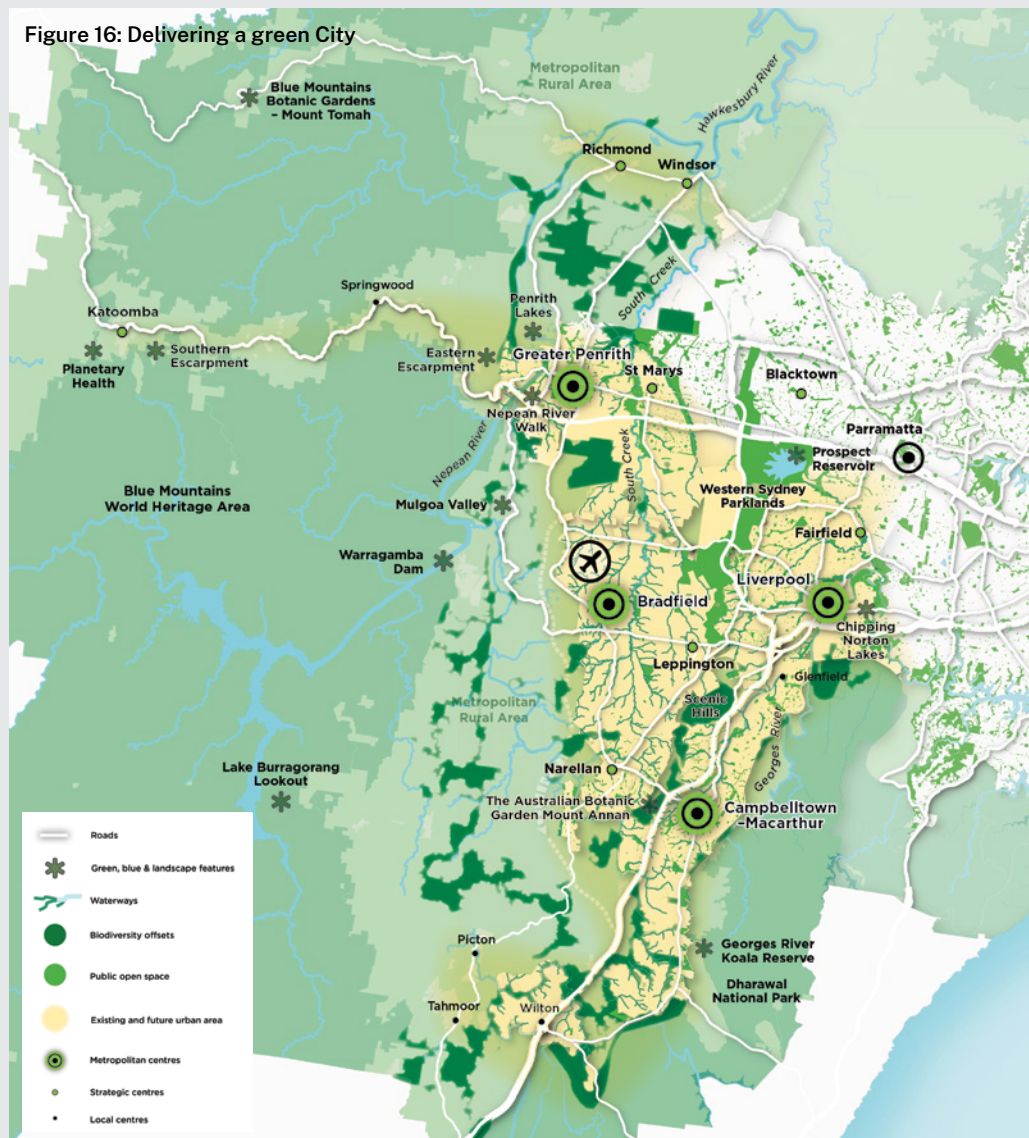 Figure 16: Delivering a green City
Metropolitan
Rural Area
Hawkesbury River
Blue Mountains
Botanic Gardens
– Mount Tomah
Richmond
Windsor
South Creek
Springwood
Penrith
Lakes
Katoomba
Southern
Escarpment
Planetary
Health
Eastern
Escarpment
Greater Penrith
St Marys
Blacktown
Nepean River
Walk
Parramatta
Prospect
Reservoir
Nepean River
South Creek
Blue Mountains
World Heritage Area
Mulgoa Valley
Western Sydney
Parklands
Fairfield
Warragamba
Dam
Liverpool
Bradfield
Chipping
Norton
Lakes
Leppington
Glenfield
Scenic
Hills
Metropolitan
Rural Area
Georges River
Lake Burragorang
Lookout
Narellan
The Australian Botanic
Garden Mount Annan
Campbelltown
–Macarthur
Picton
Georges River
Koala Reserve
Dharawal
National Park
Tahmoor
Wilton
Roads
Green, blue & landscape features
Waterways
Biodiversity offsets
Public open space
Existing and future urban area
Metropolitan centres
Strategic centres
Local centres